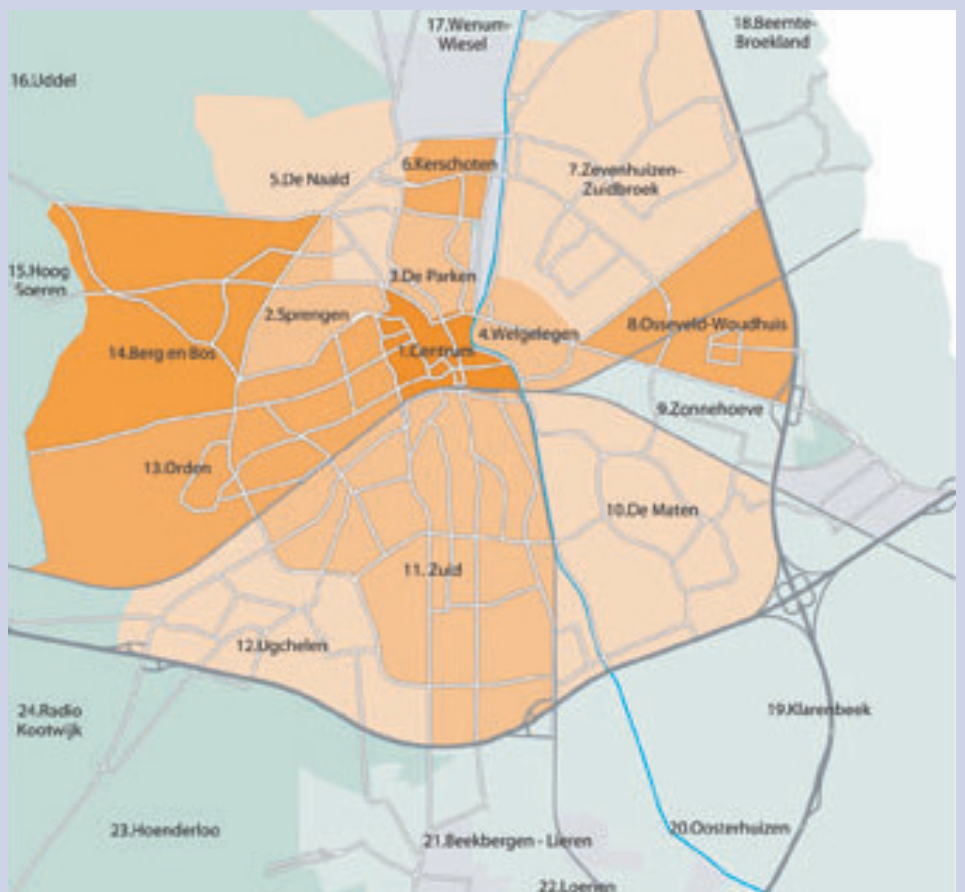 17.Wenum-
Wiesel
18.Beemte-
Broekland
16.Uddel
6.Kerschoten
5.De Naald
7.Zevenhuizen-
Zuidbroek
15.Hoog
Soeren
3.De Parken
2.Sprengen
8.Osseveld-Woudhuis
4.Welgelegen
14.Berg en Bos
1.Centrum
9.Zonnehoeve
13.Orden
10.De Maten
11. Zuid
12.Ugchelen
24.Radio
Kootwijk
19.Klarenbeek
23.Hoenderloo
20.Oosterhuizen
21.Beekbergen - Lieren
22.Loenen